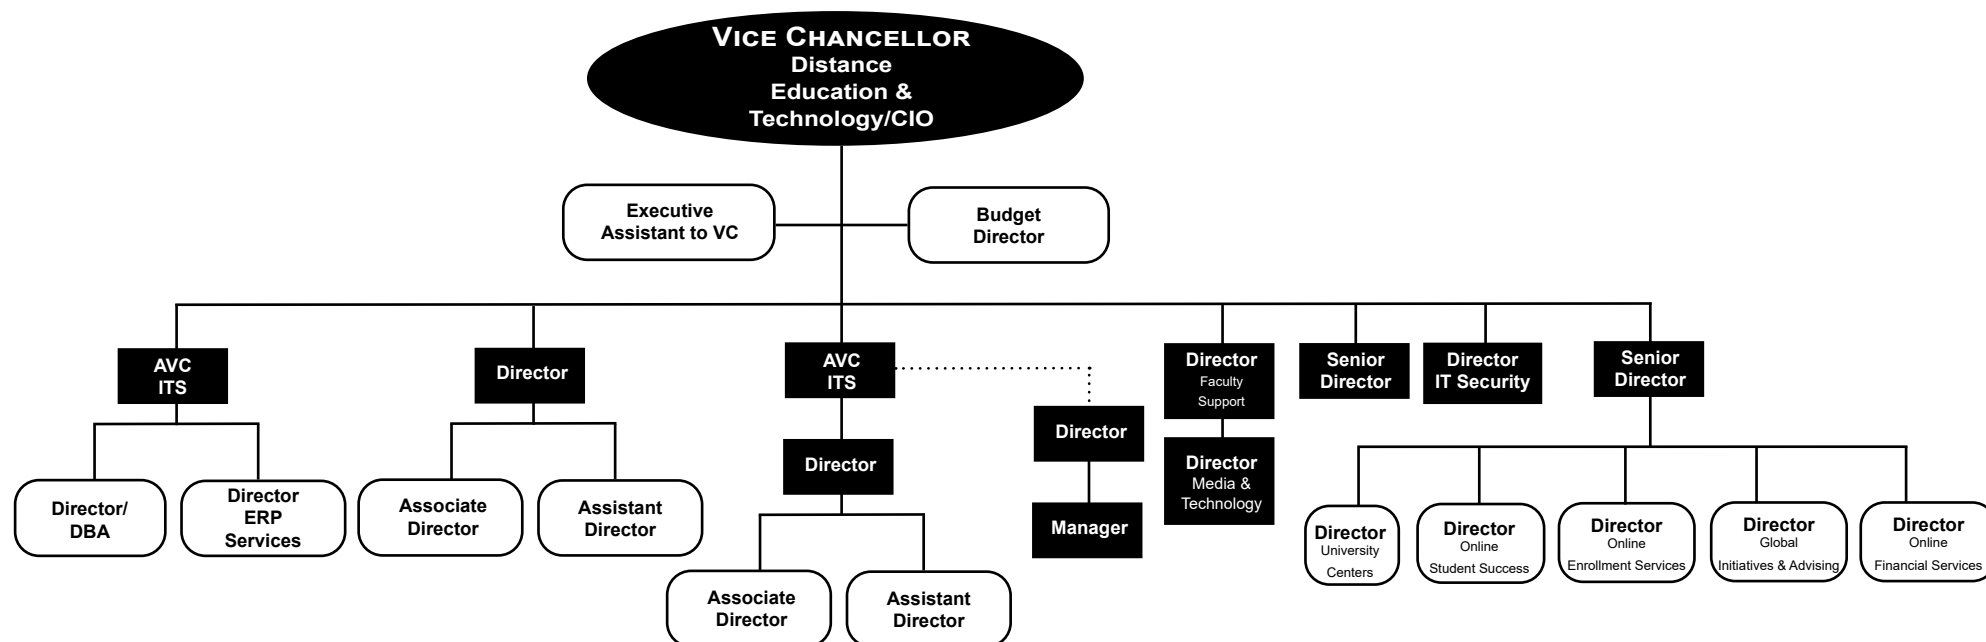 VICE CHANCELLOR
Distance
Education &
Technology/CIO
Executive
Assistant to VC
Budget
Director
AVC
ITS
Director
AVC
ITS
Director
Faculty
Support
Senior
Director
Director
IT Security
Senior
Director
Director
Director
Director
Media &
Technology
Manager
Director/
DBA
Director
ERP
Services
Associate
Director
Assistant
Director
Associate
Director
Assistant
Director
Director
University
Centers
Director
Online
Student Success
Director
Online
Enrollment Services
Director
Global
Initiatives & Advising
Director
Online
Financial Services